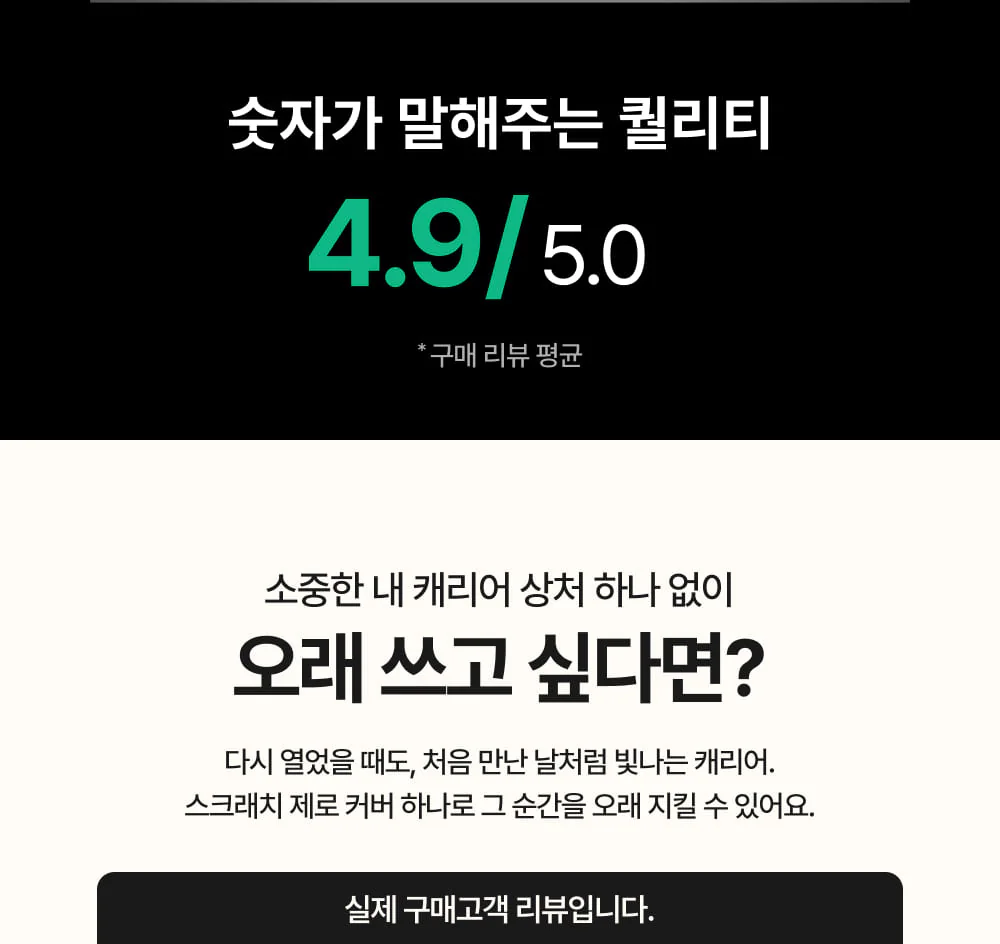 숫자가 말해주는 퀄리티
4.9/ 5.0
*구매 리뷰 평균
소중한 내 캐리어 상처 하나 없이
오래 쓰고 싶다면?
다시 열었을 때도, 처음 만난 날처럼 빛나는 캐리어.
스크래치 제로 커버 하나로 그 순간을 오래 지킬 수 있어요.
실제 구매고객 리뷰입니다.